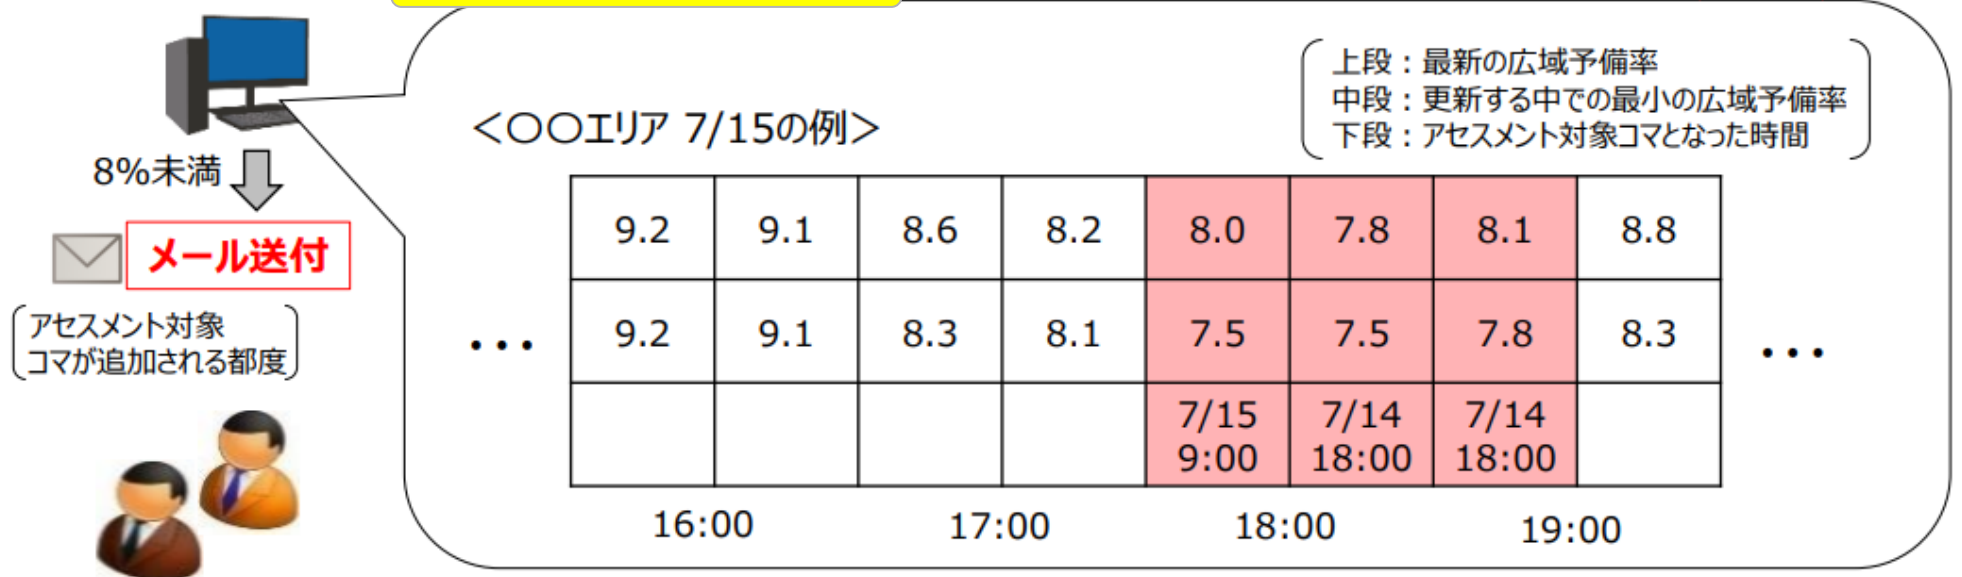 上段：最新の広域予備率
中段：更新する中での最小の広域予備率
下段：アセスメント対象コマとなった時間
＜〇〇エリア 7/15の例＞
8%未満
メール送付
アセスメント対象
コマが追加される都度
9.2 9.1 8.6 8.2 8.0 7.8 8.1 8.8
… 9.2 9.1 8.3 8.1 7.5 7.5 7.8 8.3 …
7/15 7/14 7/14
9:00 18:00 18:00
16:00 17:00 18:00 19:00